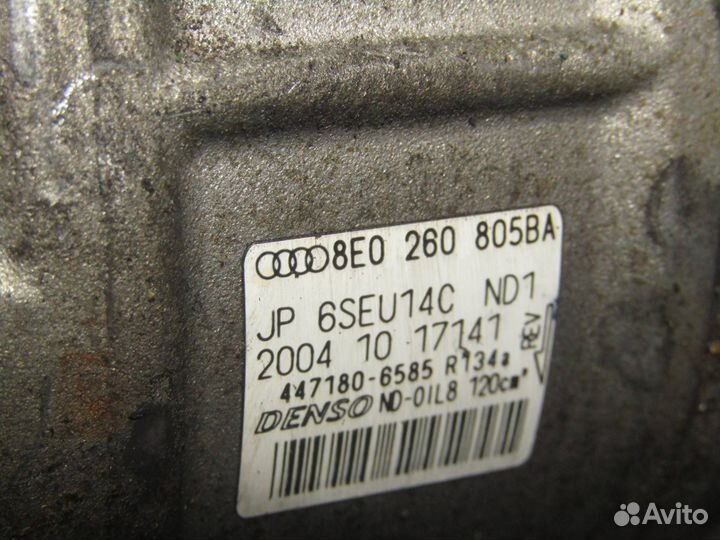 8E0 260 805BA
JP 6SEU14C ND1
2004 10 17141
REV
447180-6585 R134a
DENSO ND-OIL8 120cm³
Avito